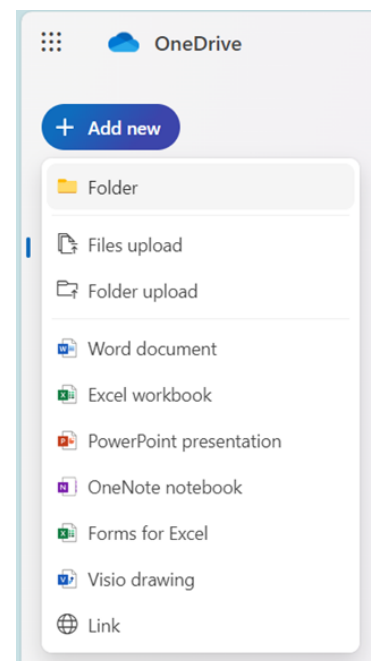 OneDrive
+ Add new
Folder
Files upload
Folder upload
Word document
Excel workbook
PowerPoint presentation
OneNote notebook
Forms for Excel
Visio drawing
Link